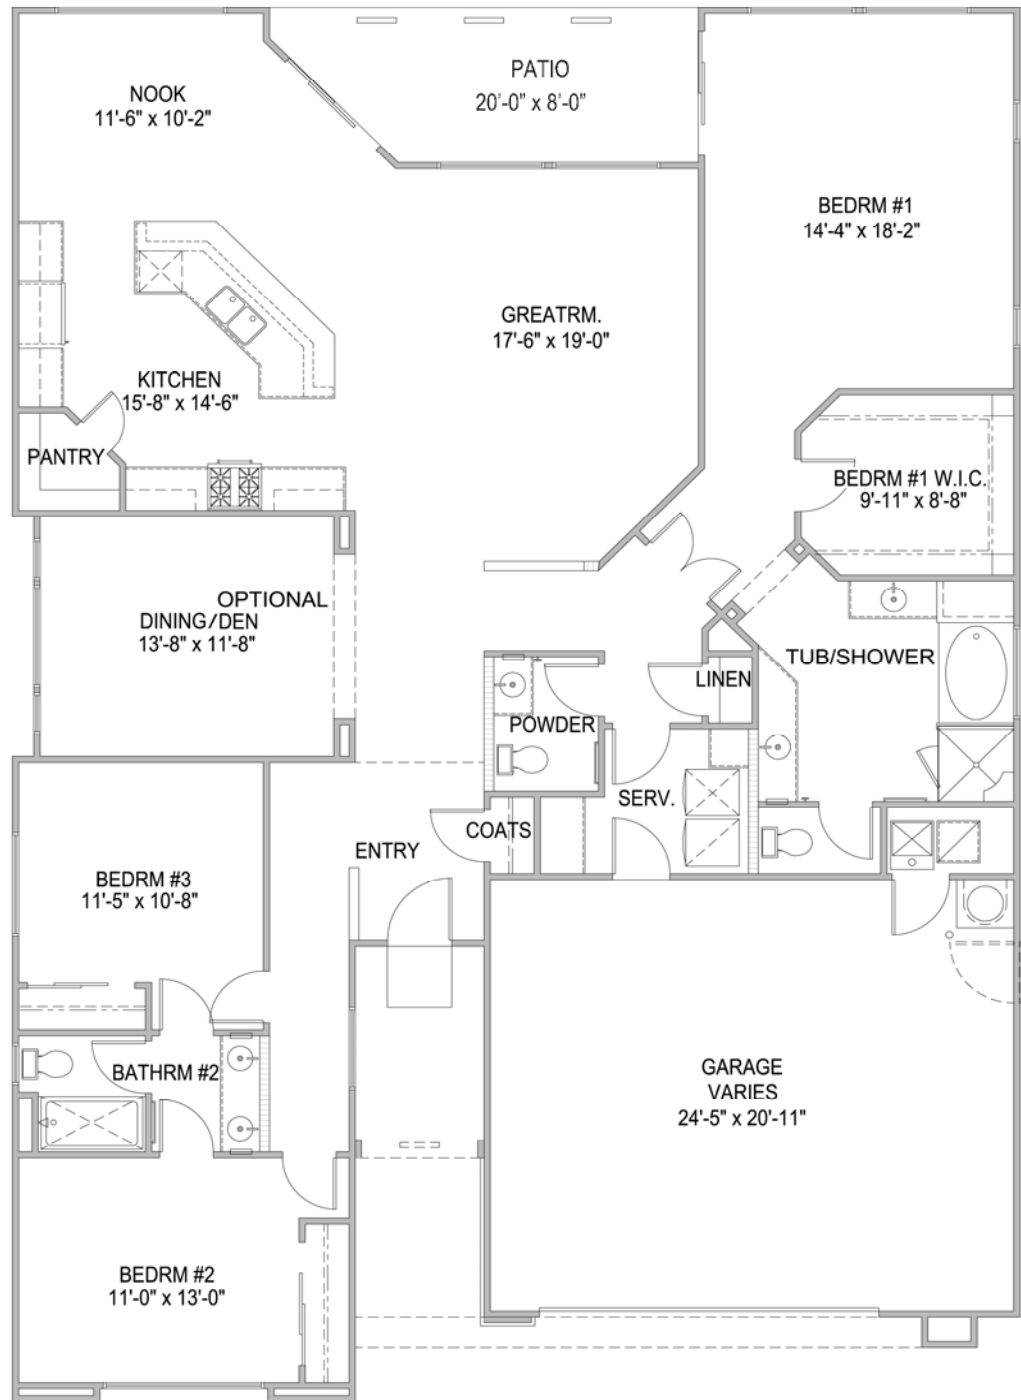 PATIO
20'-0" x 8'-0"
NOOK
11'-6" x 10'-2"
BEDRM #1
14'-4" x 18'-2"
GREATRM.
17'-6" x 19'-0"
KITCHEN
15'-8" x 14'-6"
PANTRY
BEDRM #1 W.I.C.
9'-11" x 8'-8"
OPTIONAL
DINING/DEN
13'-8" x 11'-8"
TUB/SHOWER
LINEN
POWDER
SERV.
COATS
ENTRY
BEDRM #3
11'-5" x 10'-8"
BATHRM #2
GARAGE
VARIES
24'-5" x 20'-11"
BEDRM #2
11'-0" x 13'-0"